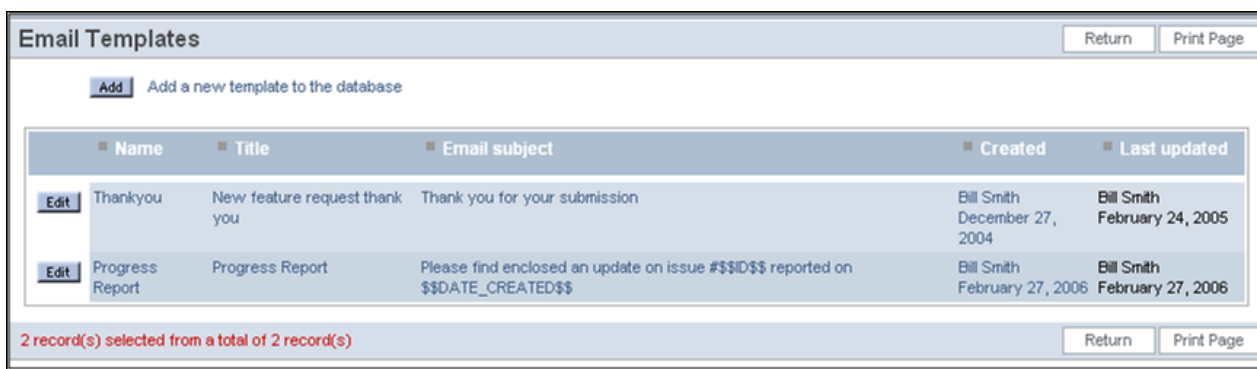 Email Templates Return Print Page
Add Add a new template to the database
Name Title Email subject Created Last updated
Edit Thankyou New feature request thank Thank you for your submission Bill Smith Bill Smith
you December 27, February 24, 2005
2004
Edit Progress Progress Report Please find enclosed an update on issue #$$ID$$ reported on Bill Smith Bill Smith
Report $$DATE_CREATED$$ February 27, 2006 February 27, 2006
2 record(s) selected from a total of 2 record(s) Return Print Page